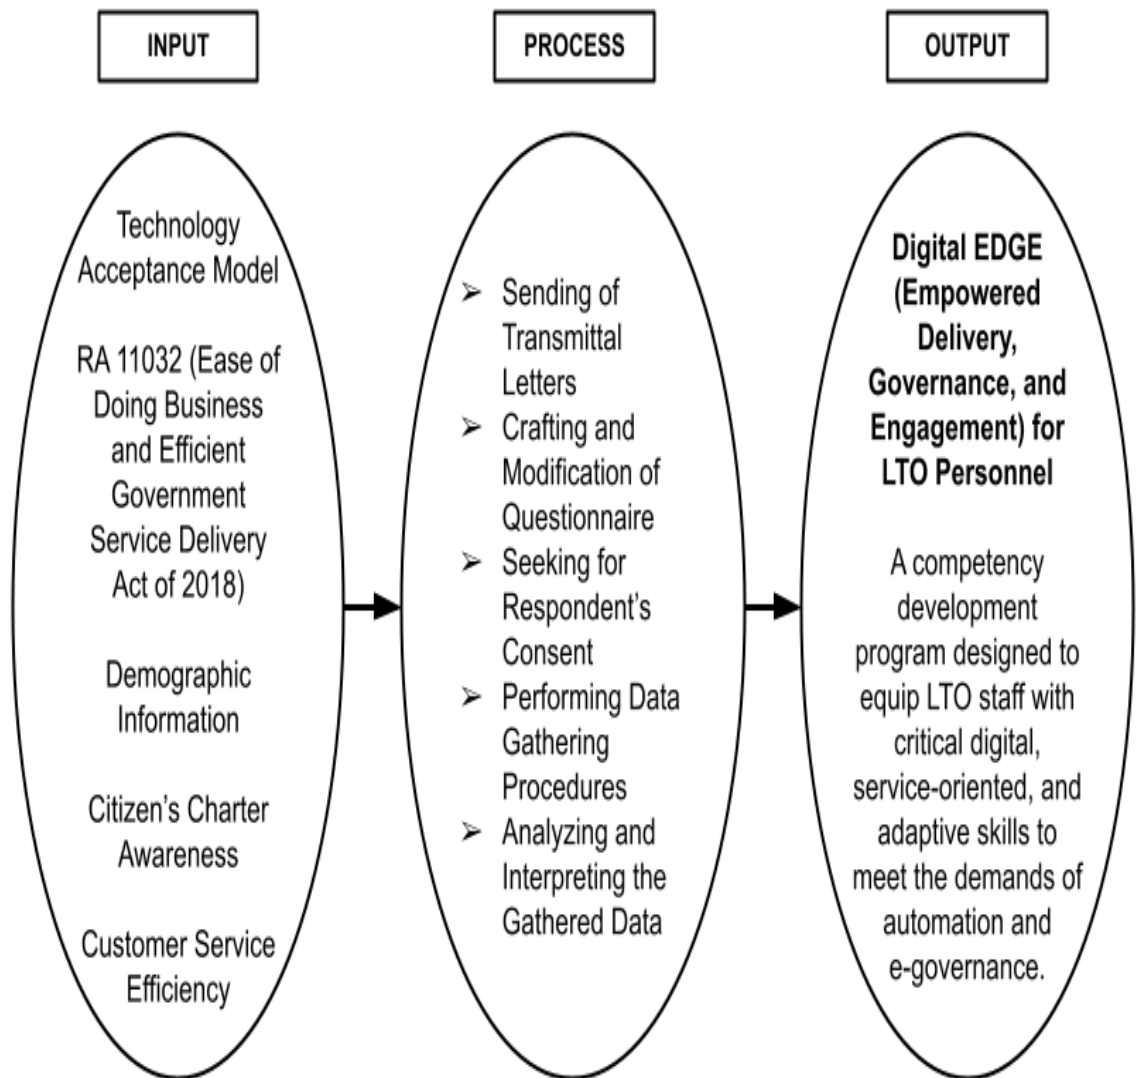 INPUT
PROCESS
OUTPUT
Technology
Acceptance Model
RA 11032 (Ease of
Doing Business
and Efficient
Government
Service Delivery
Act of 2018)
Demographic
Information
Citizen’s Charter
Awareness
Customer Service
Efficiency
➢ Sending of
Transmittal
Letters
➢ Crafting and
Modification of
Questionnaire
➢ Seeking for
Respondent’s
Consent
➢ Performing Data
Gathering
Procedures
➢ Analyzing and
Interpreting the
Gathered Data
Digital EDGE
(Empowered
Delivery,
Governance, and
Engagement) for
LTO Personnel
A competency
development
program designed to
equip LTO staff with
critical digital,
service-oriented, and
adaptive skills to
meet the demands of
automation and
e-governance.